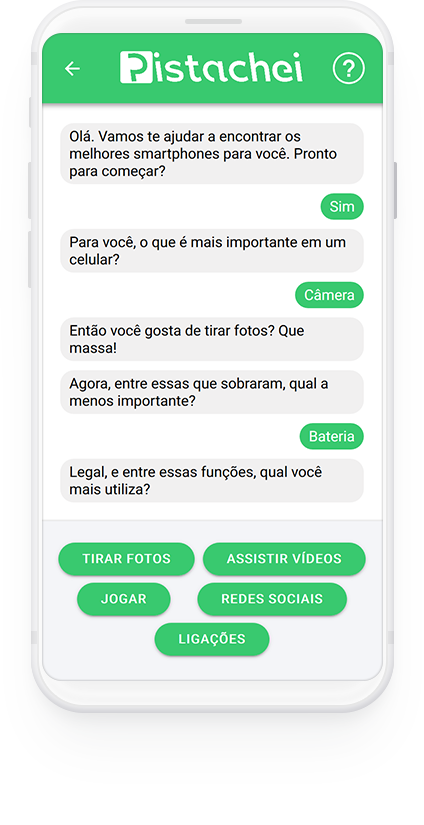 Pistachei
?
Olá. Vamos te ajudar a encontrar os
melhores smartphones para você. Pronto
para começar?
Sim
Para você, o que é mais importante em um
celular?
Câmera
Então você gosta de tirar fotos? Que
massa!
Agora, entre essas que sobraram, qual a
menos importante?
Bateria
Legal, e entre essas funções, qual você
mais utiliza?
TIRAR FOTOS
ASSISTIR VÍDEOS
JOGAR
REDES SOCIAIS
LIGAÇÕES